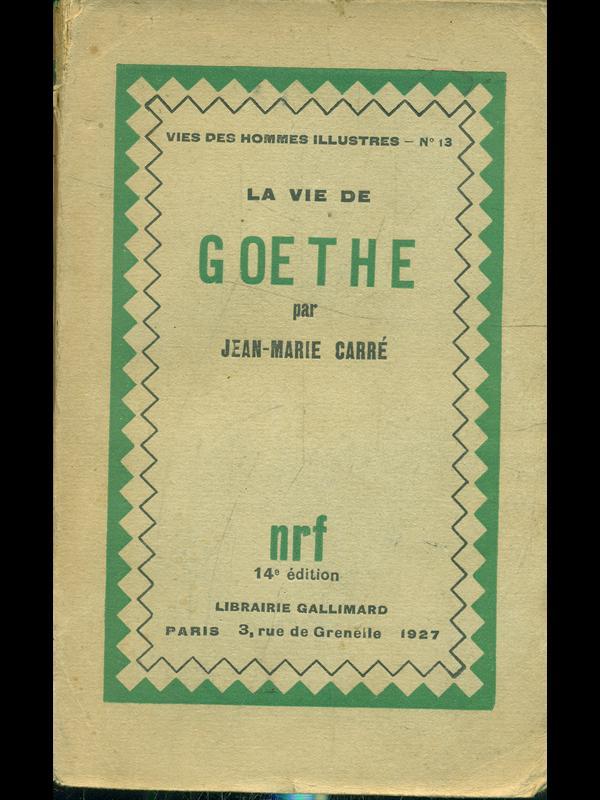 VIES DES HOMMES ILLUSTRES – N° 13
LA VIE DE
GOETHE
par
JEAN-MARIE CARRÉ
nrf
14e édition
LIBRAIRIE GALLIMARD
PARIS 3, rue de Grenelle 1927